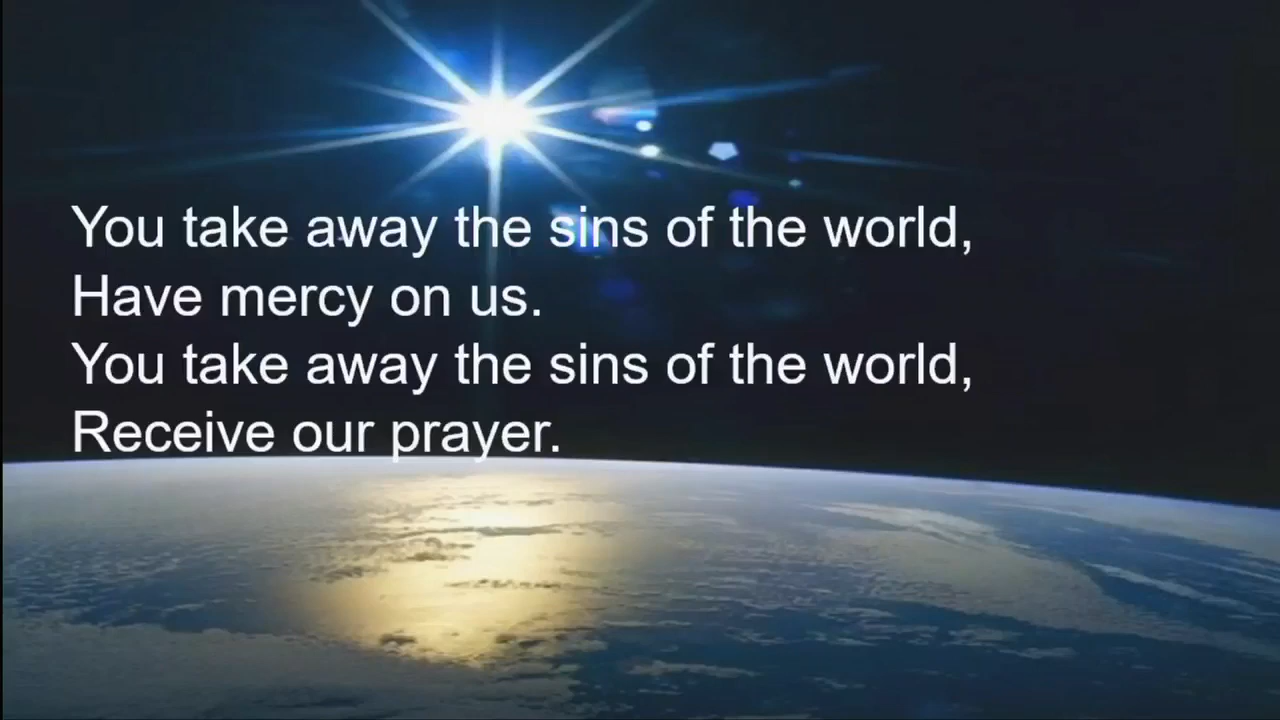 You take away the sins of the world,
Have mercy on us.
You take away the sins of the world,
Receive our prayer.